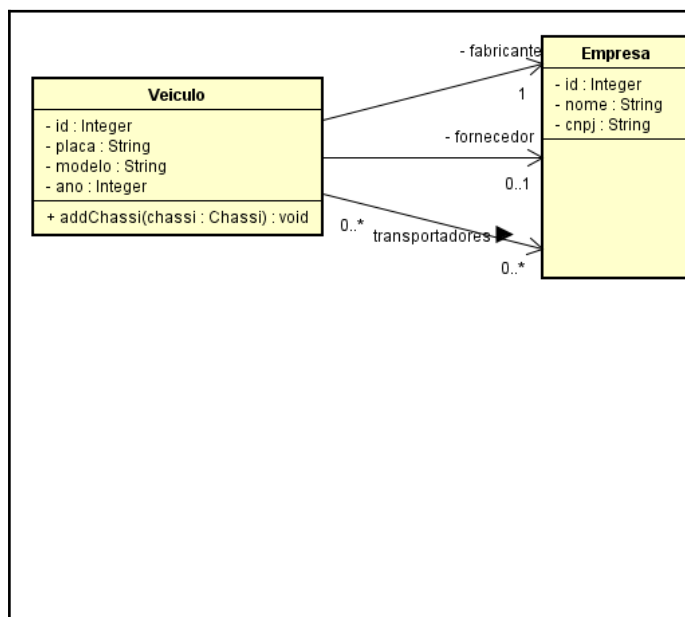 Veiculo
- id : Integer
- placa : String
- modelo : String
- ano : Integer
+ addChassi(chassi : Chassi) : void
- fabricante
1
- fornecedor
0..1
0..*
transportadores
0..*
Empresa
- id : Integer
- nome : String
- cnpj : String